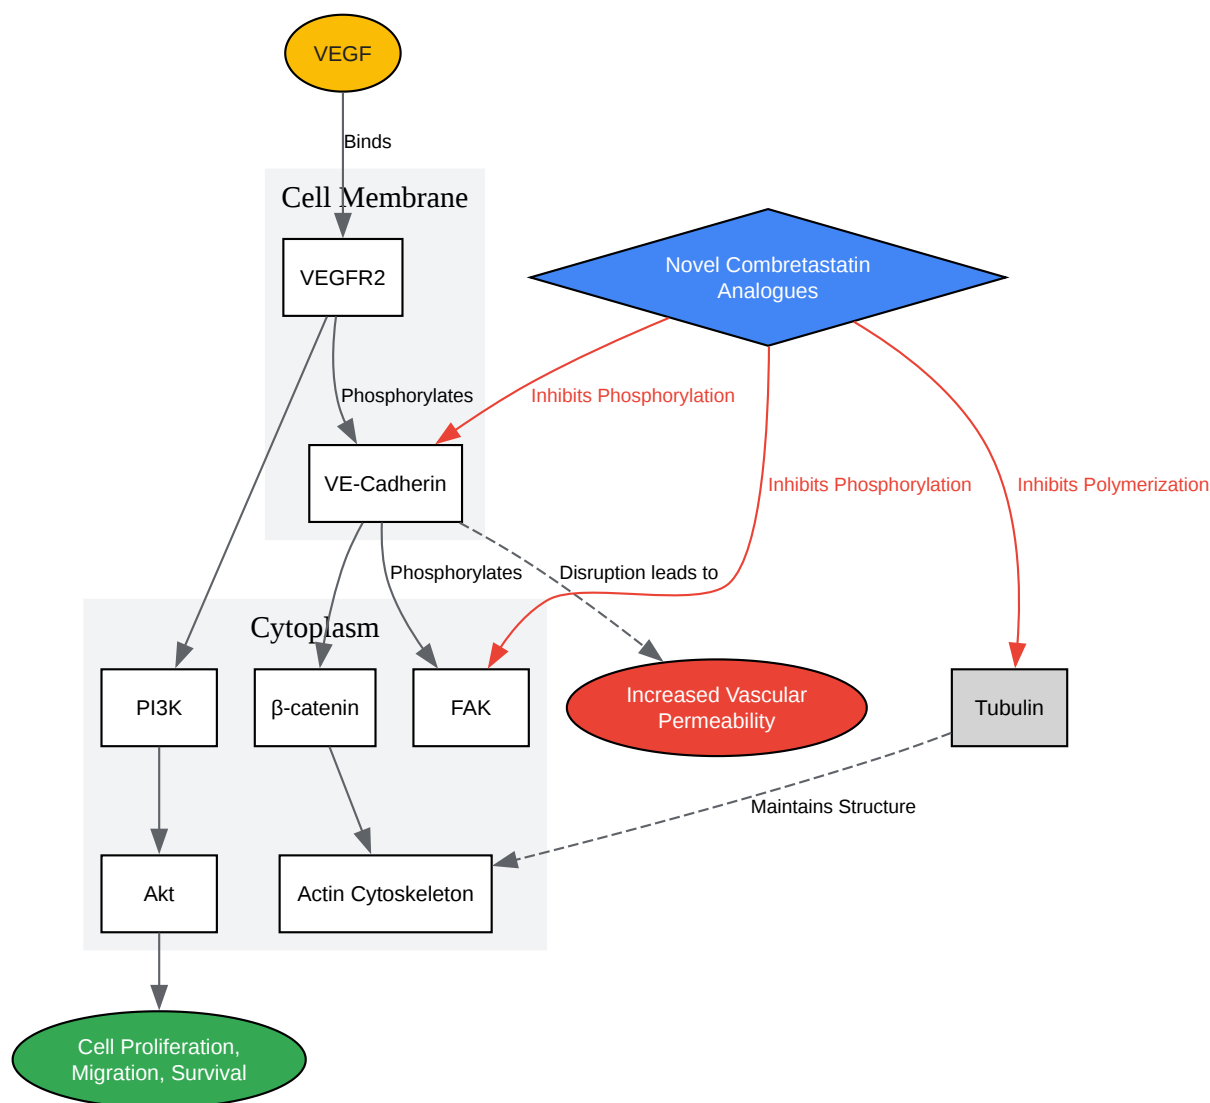 VEGF
Binds
Cell Membrane
VEGFR2
Novel Combretastatin
Analogues
Phosphorylates
Inhibits Phosphorylation
VE-Cadherin
Inhibits Phosphorylation
Inhibits Polymerization
Phosphorylates
Disruption leads to
Cytoplasm
PI3K
β-catenin
FAK
Increased Vascular
Permeability
Tubulin
Maintains Structure
Akt
Actin Cytoskeleton
Cell Proliferation,
Migration, Survival